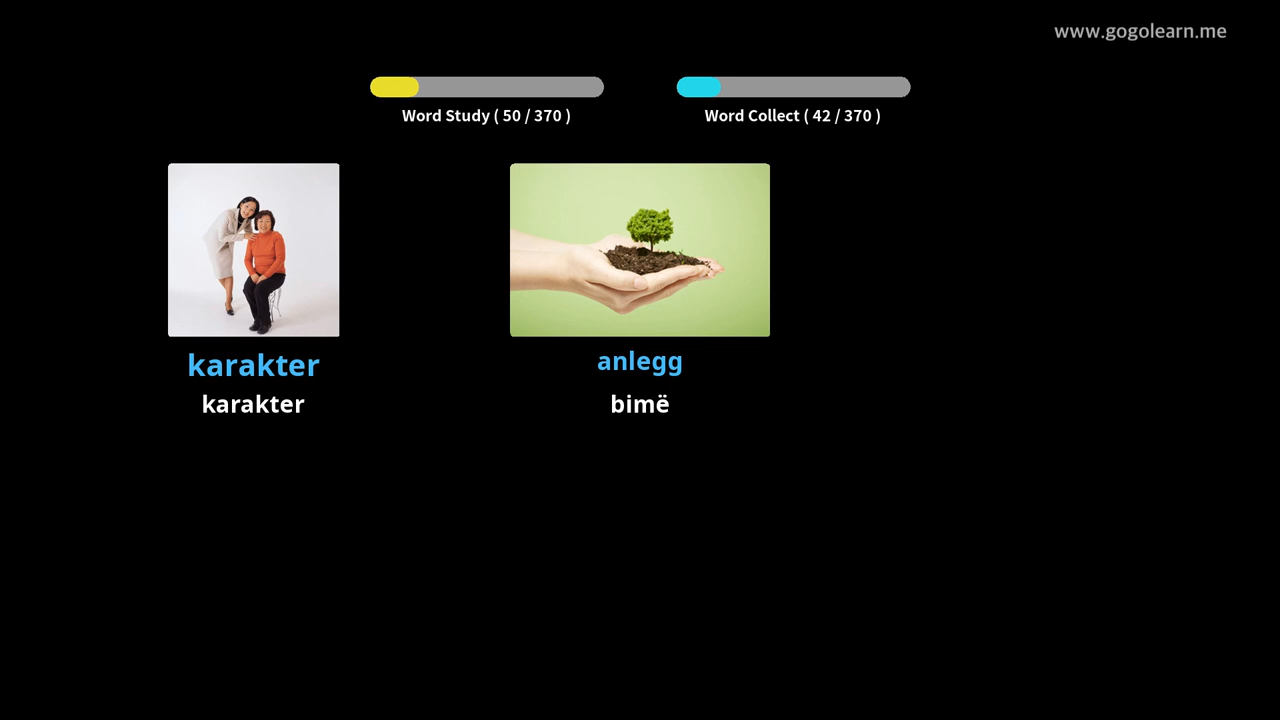 www.gogolearn.me
Word Study ( 50 / 370 )
Word Collect ( 42 / 370 )
karakter
karakter
anlegg
bimë